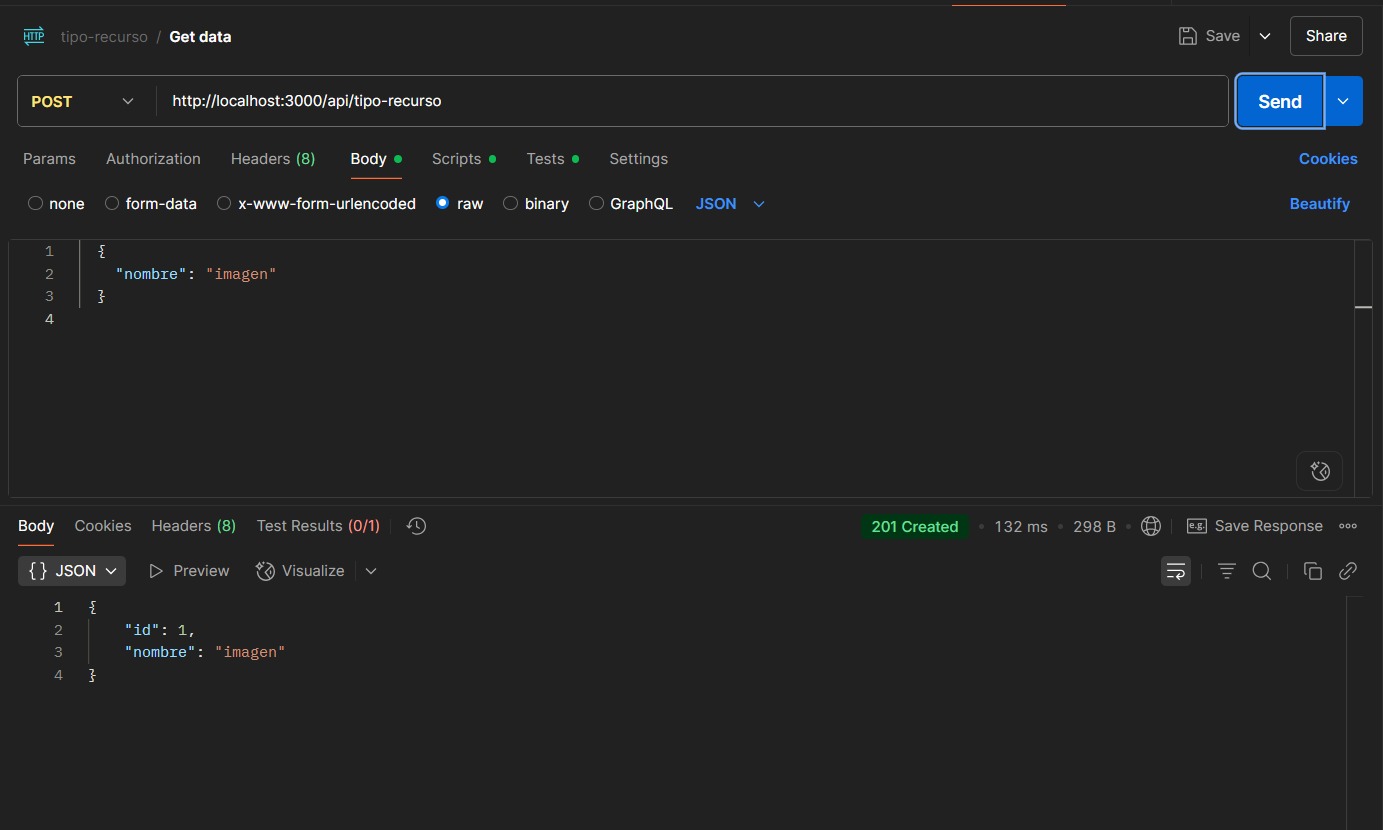 HTTP tipo-recurso / Get data Save Share
POST http://localhost:3000/api/tipo-recurso Send
Params Authorization Headers (8) Body Scripts Tests Settings Cookies
none form-data x-www-form-urlencoded raw binary GraphQL JSON Beautify
1 {
2 "nombre": "imagen"
3 }
4
Body Cookies Headers (8) Test Results (0/1) 201 Created 132 ms 298 B e.g. Save Response
{} JSON Preview Visualize
1 {
2 "id": 1,
3 "nombre": "imagen"
4 }